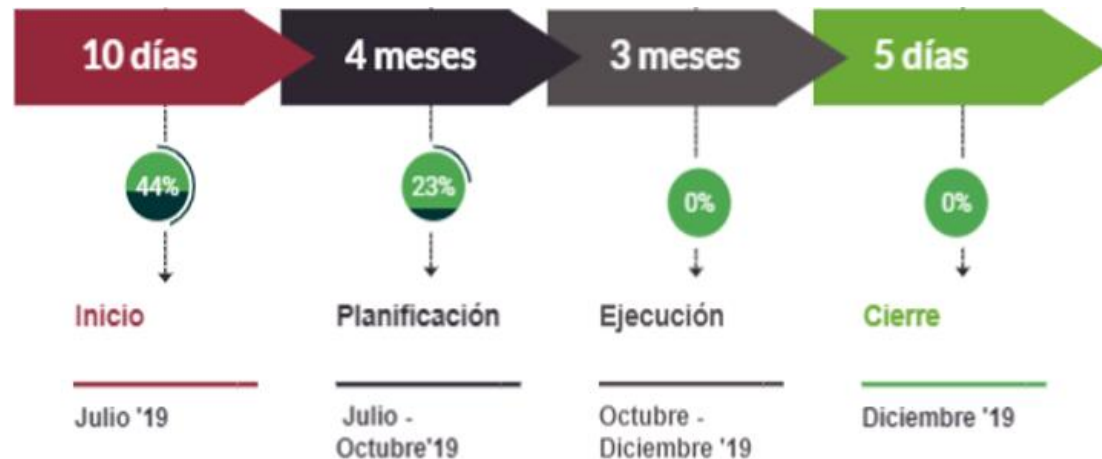 10 días
4 meses
3 meses
5 días
44%
23%
0%
0%
Inicio
Planificación
Ejecución
Cierre
Julio '19
Julio -
Octubre'19
Octubre -
Diciembre '19
Diciembre '19